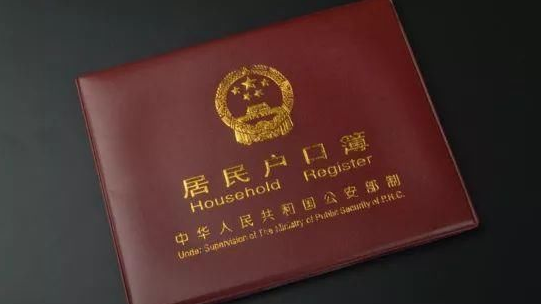 居民户口簿
Household Register
中华人民共和国公安部制
Under Supervision of The Ministry of Public Security of P.R.C.